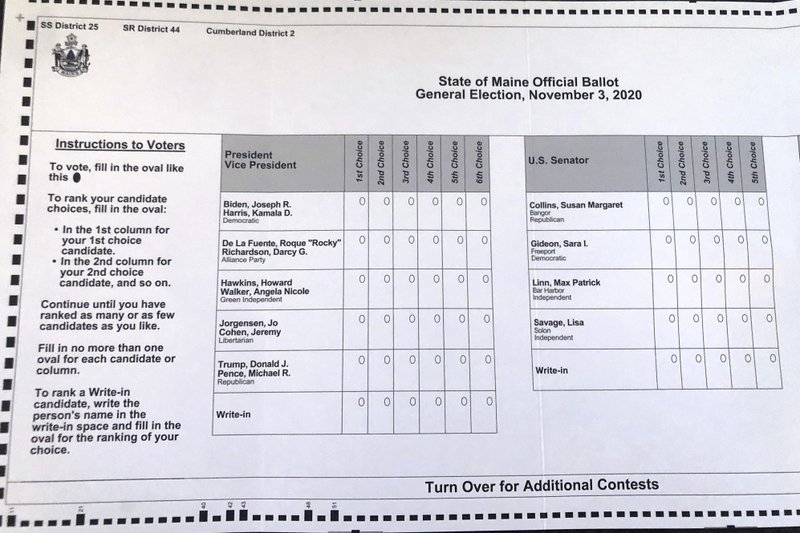 SS District 25 SR District 44 Cumberland District 2
MAINE
State of Maine Official Ballot
General Election, November 3, 2020
Instructions to Voters
To vote, fill in the oval like
this
To rank your candidate
choices, fill in the oval:
• In the 1st column for
your 1st choice
candidate.
• In the 2nd column for
your 2nd choice
candidate, and so on.
Continue until you have
ranked as many or as few
candidates as you like.
Fill in no more than one
oval for each candidate or
column.
To rank a Write-in
candidate, write the
person's name in the
write-in space and fill in the
oval for the ranking of your
choice.
President
Vice President
1st Choice
2nd Choice
3rd Choice
4th Choice
5th Choice
6th Choice
Biden, Joseph R.
Harris, Kamala D.
Democratic
De La Fuente, Roque "Rocky"
Richardson, Darcy G.
Alliance Party
Hawkins, Howard
Walker, Angela Nicole
Green Independent
Jorgensen, Jo
Cohen, Jeremy
Libertarian
Trump, Donald J.
Pence, Michael R.
Republican
Write-in
U.S. Senator
1st Choice
2nd Choice
3rd Choice
4th Choice
5th Choice
Collins, Susan Margaret
Bangor
Republican
Gideon, Sara I.
Freeport
Democratic
Linn, Max Patrick
Bar Harbor
Independent
Savage, Lisa
Solon
Independent
Write-in
Turn Over for Additional Contests
11 21 40 42 43 48 51